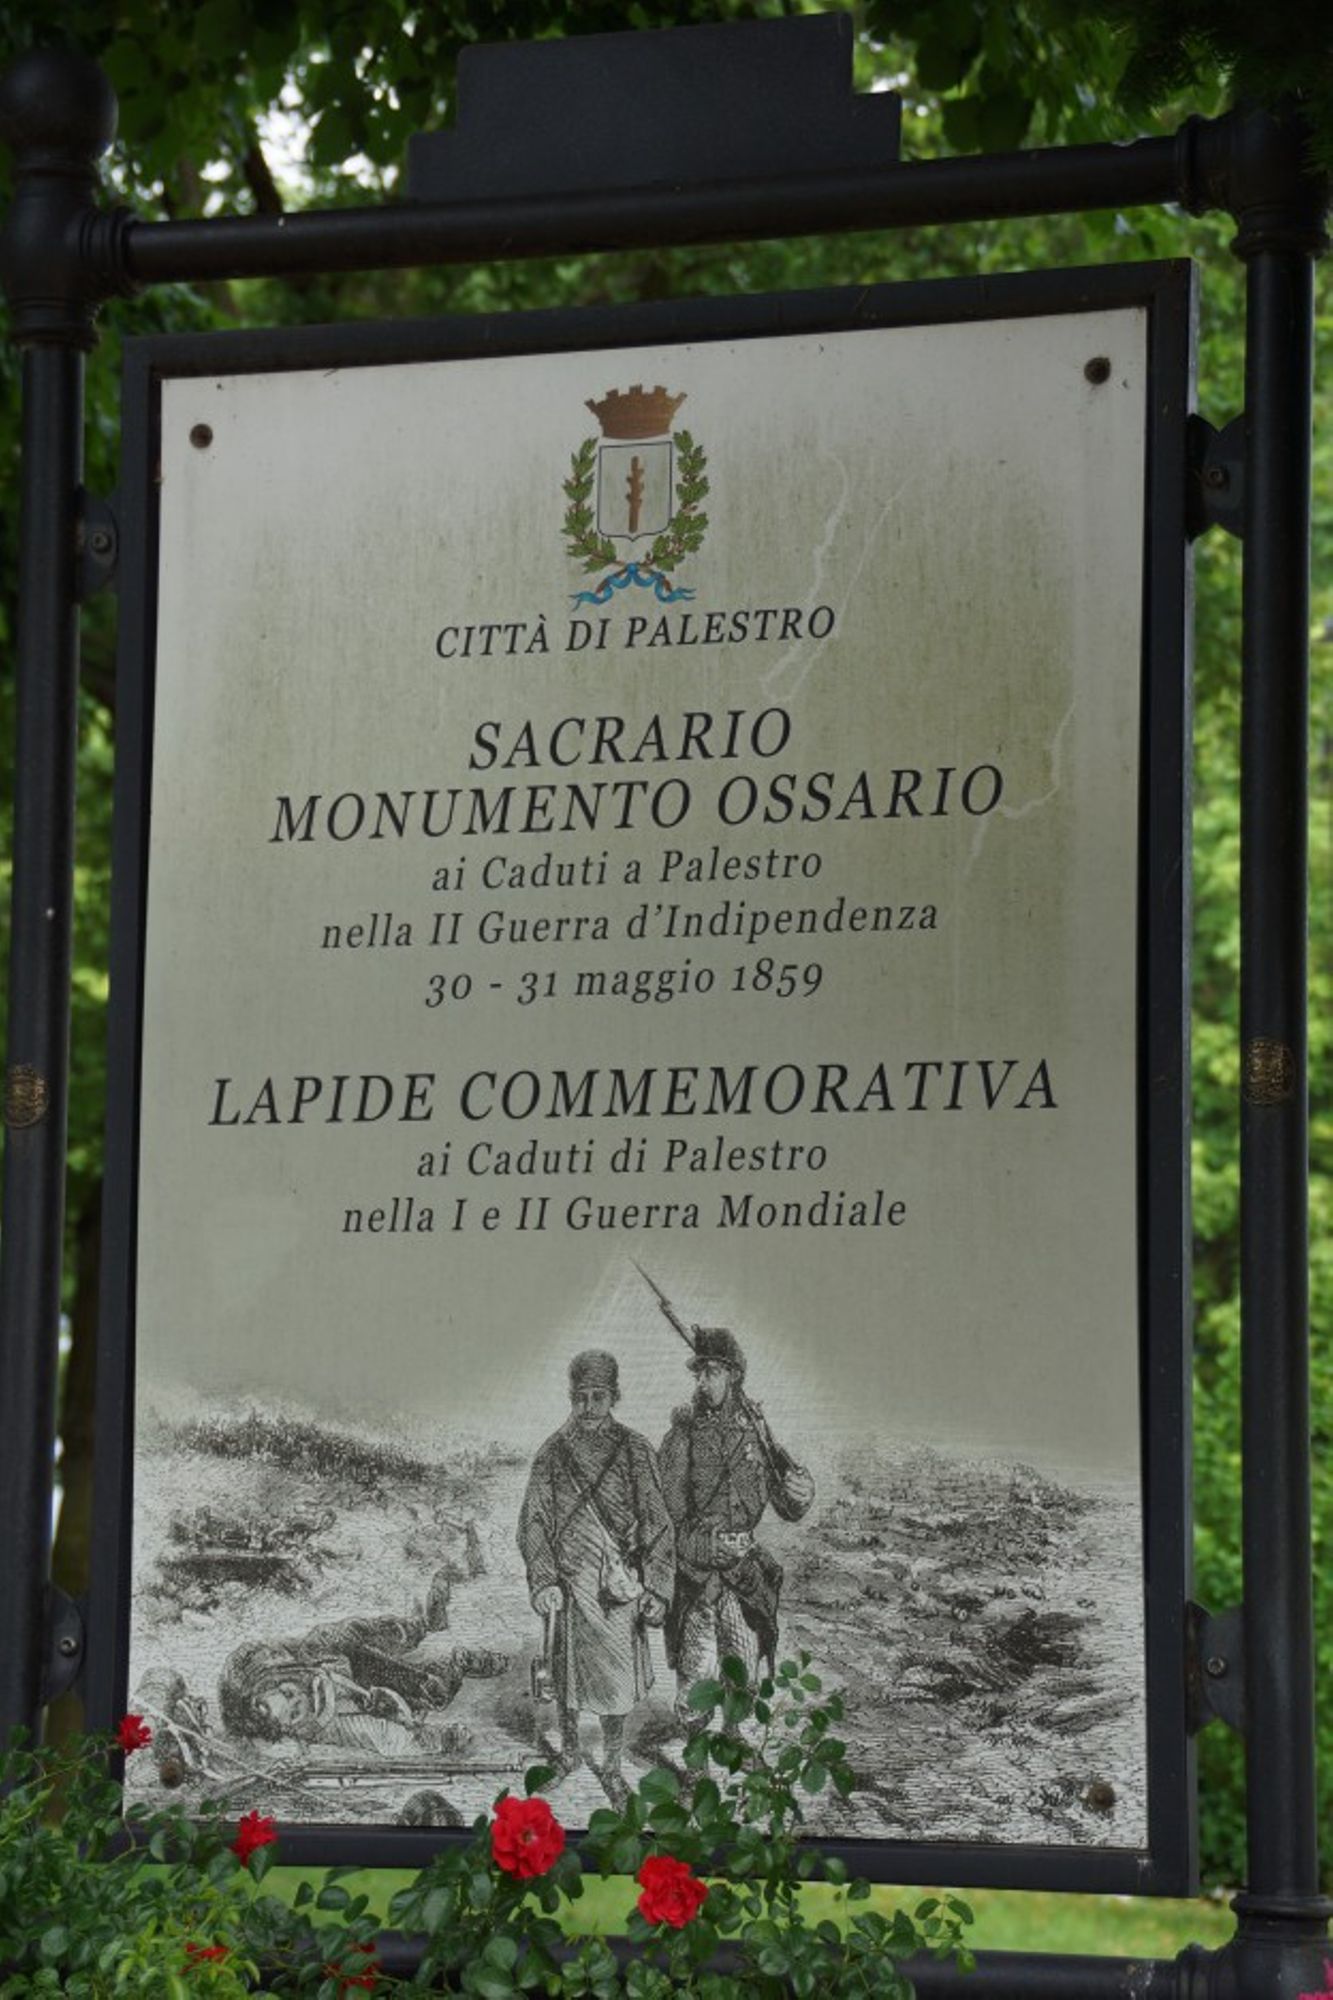 CITTÀ DI PALESTRO
SACRARIO
MONUMENTO OSSARIO
ai Caduti a Palestro
nella II Guerra d'Indipendenza
30 - 31 maggio 1859
LAPIDE COMMEMORATIVA
ai Caduti di Palestro
nella I e II Guerra Mondiale